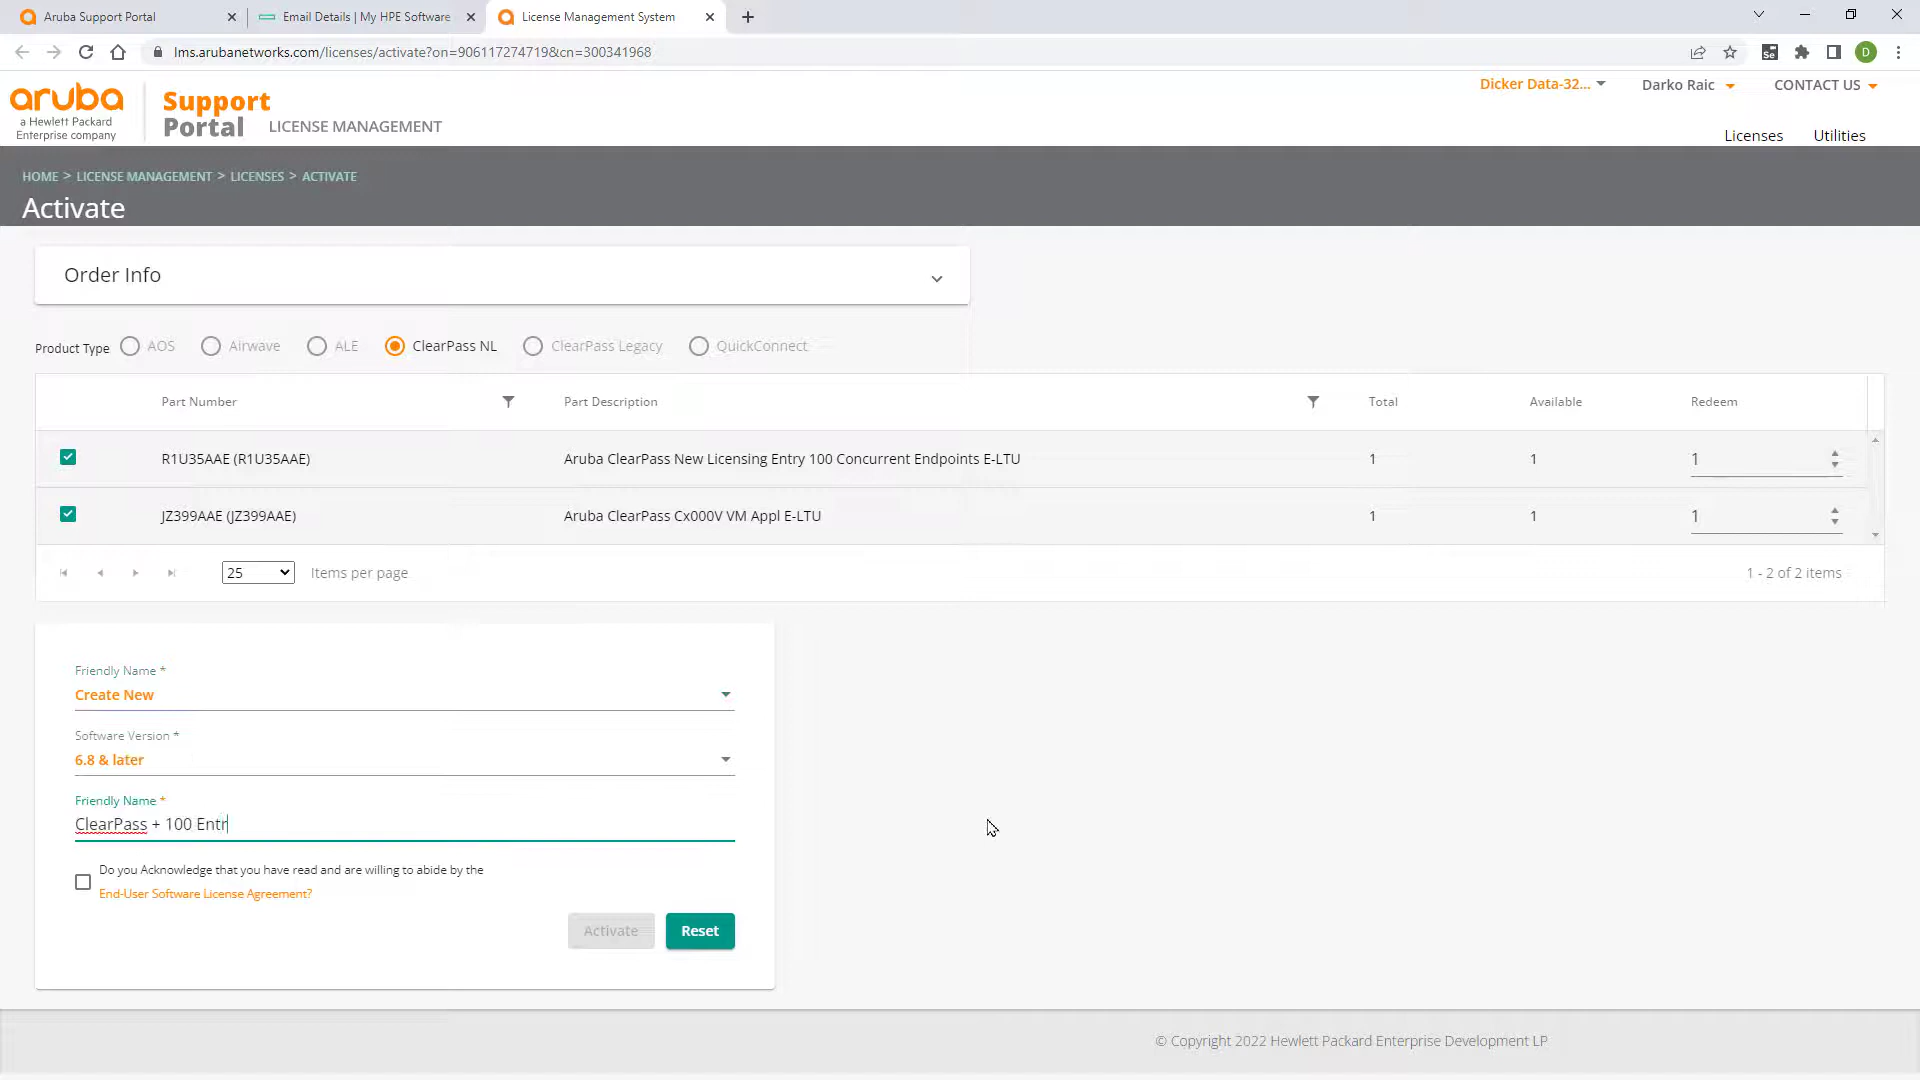 Aruba Support Portal
Email Details | My HPE Software
License Management System
lms.arubanetworks.com/licenses/activate?on=906117274719&cn=300341968
Se
D
aruba
a Hewlett Packard
Enterprise company
Support
Portal
LICENSE MANAGEMENT
Dicker Data-32...
Darko Raic
CONTACT US
Licenses
Utilities
HOME > LICENSE MANAGEMENT > LICENSES > ACTIVATE
Activate
Order Info
Product Type
AOS
Airwave
ALE
ClearPass NL
ClearPass Legacy
QuickConnect
Part Number
Part Description
Total
Available
Redeem
R1U35AAE (R1U35AAE)
Aruba ClearPass New Licensing Entry 100 Concurrent Endpoints E-LTU
1
1
1
JZ399AAE (JZ399AAE)
Aruba ClearPass Cx000V VM Appl E-LTU
1
1
1
25
Items per page
1 - 2 of 2 items
Friendly Name *
Create New
Software Version *
6.8 & later
Friendly Name *
ClearPass + 100 Entr
Do you Acknowledge that you have read and are willing to abide by the
End-User Software License Agreement?
Activate
Reset
© Copyright 2022 Hewlett Packard Enterprise Development LP